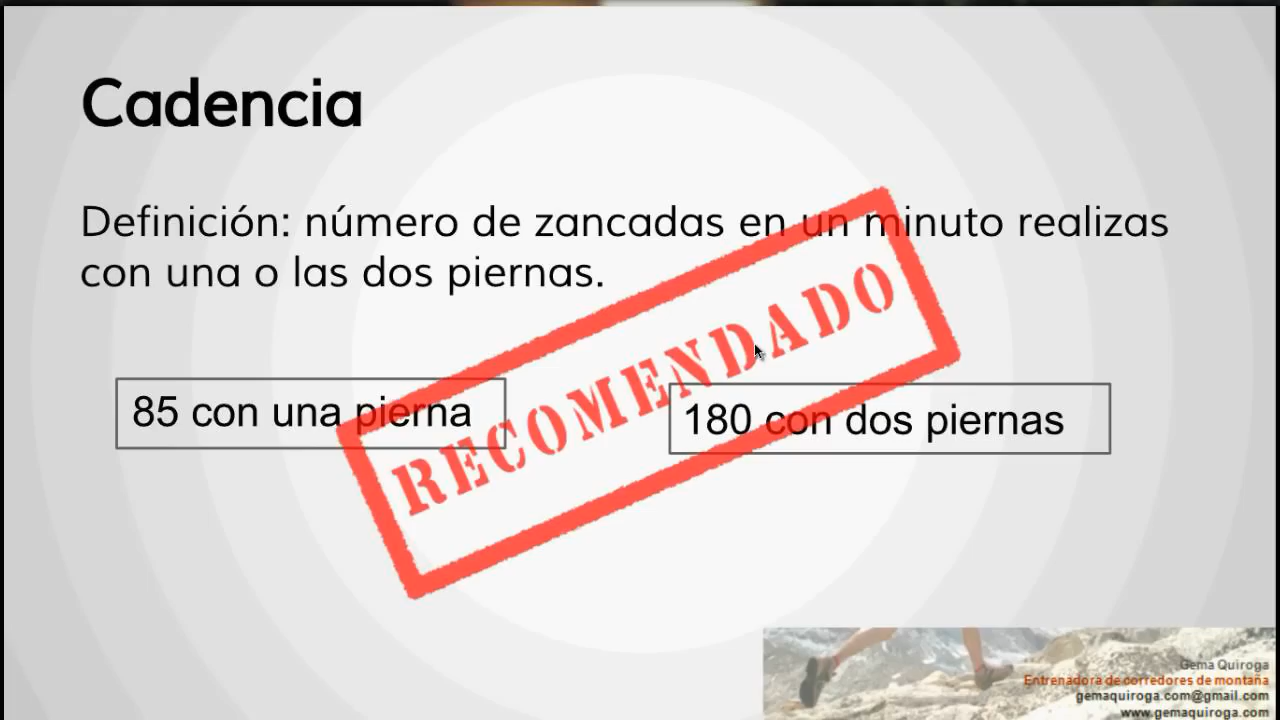 Cadencia
Definición: número de zancadas en un minuto realizas
con una o las dos piernas.
RECOMENDADO
85 con una pierna
180 con dos piernas
Gema Quiroga
Entrenadora de corredores de montaña
gemaquiroga.com@gmail.com
www.gemaquiroga.com